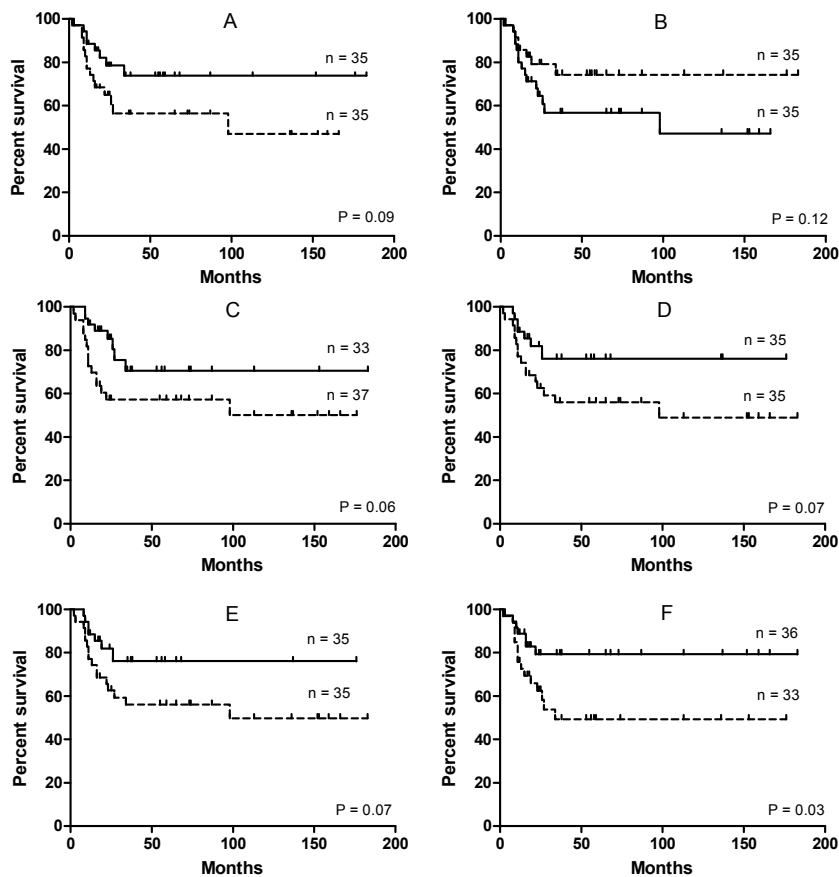 A
Percent survival
100
80
60
40
20
0
n = 35
n = 35
P = 0.09
0 50 100 150 200
Months
B
Percent survival
100
80
60
40
20
0
n = 35
n = 35
P = 0.12
0 50 100 150 200
Months
C
Percent survival
100
80
60
40
20
0
n = 33
n = 37
P = 0.06
0 50 100 150 200
Months
D
Percent survival
100
80
60
40
20
0
n = 35
n = 35
P = 0.07
0 50 100 150 200
Months
E
Percent survival
100
80
60
40
20
0
n = 35
n = 35
P = 0.07
0 50 100 150 200
Months
F
Percent survival
100
80
60
40
20
0
n = 36
n = 33
P = 0.03
0 50 100 150 200
Months